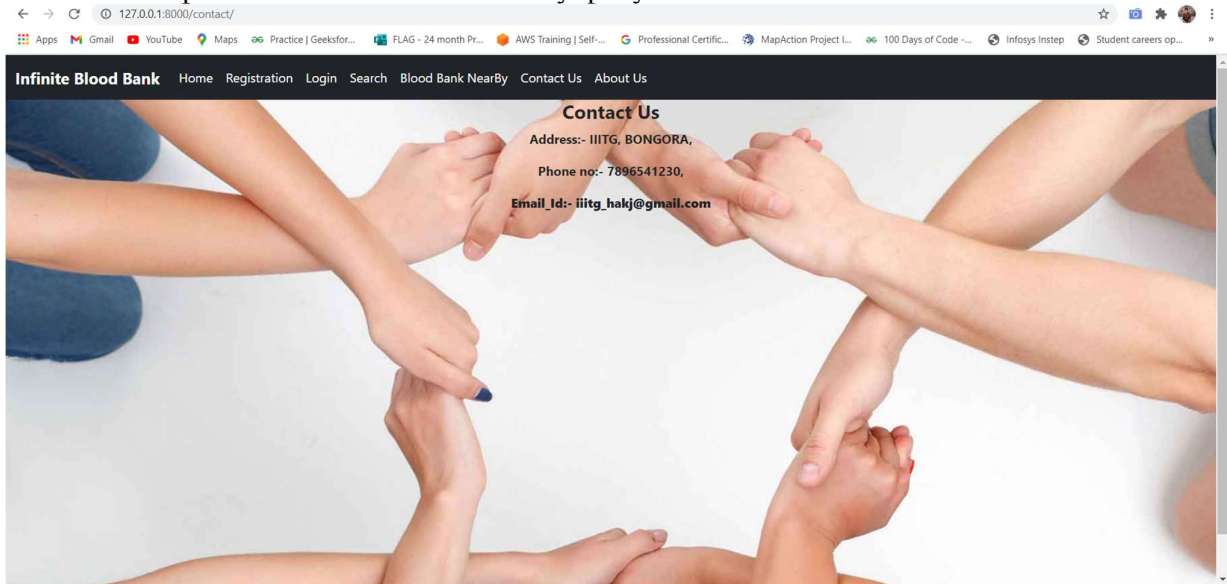 127.0.0.1:8000/contact/
Apps Gmail YouTube Maps Practice | Geeksfor... FLAG - 24 month Pr... AWS Training | Self-... Professional Certific... MapAction Project I... 100 Days of Code -... Infosys Instep Student careers op... »
Infinite Blood Bank Home Registration Login Search Blood Bank NearBy Contact Us About Us
Contact Us
Address:- IIITG, BONGORA,
Phone no:- 7896541230,
Email_Id:- iiitg_hakj@gmail.com